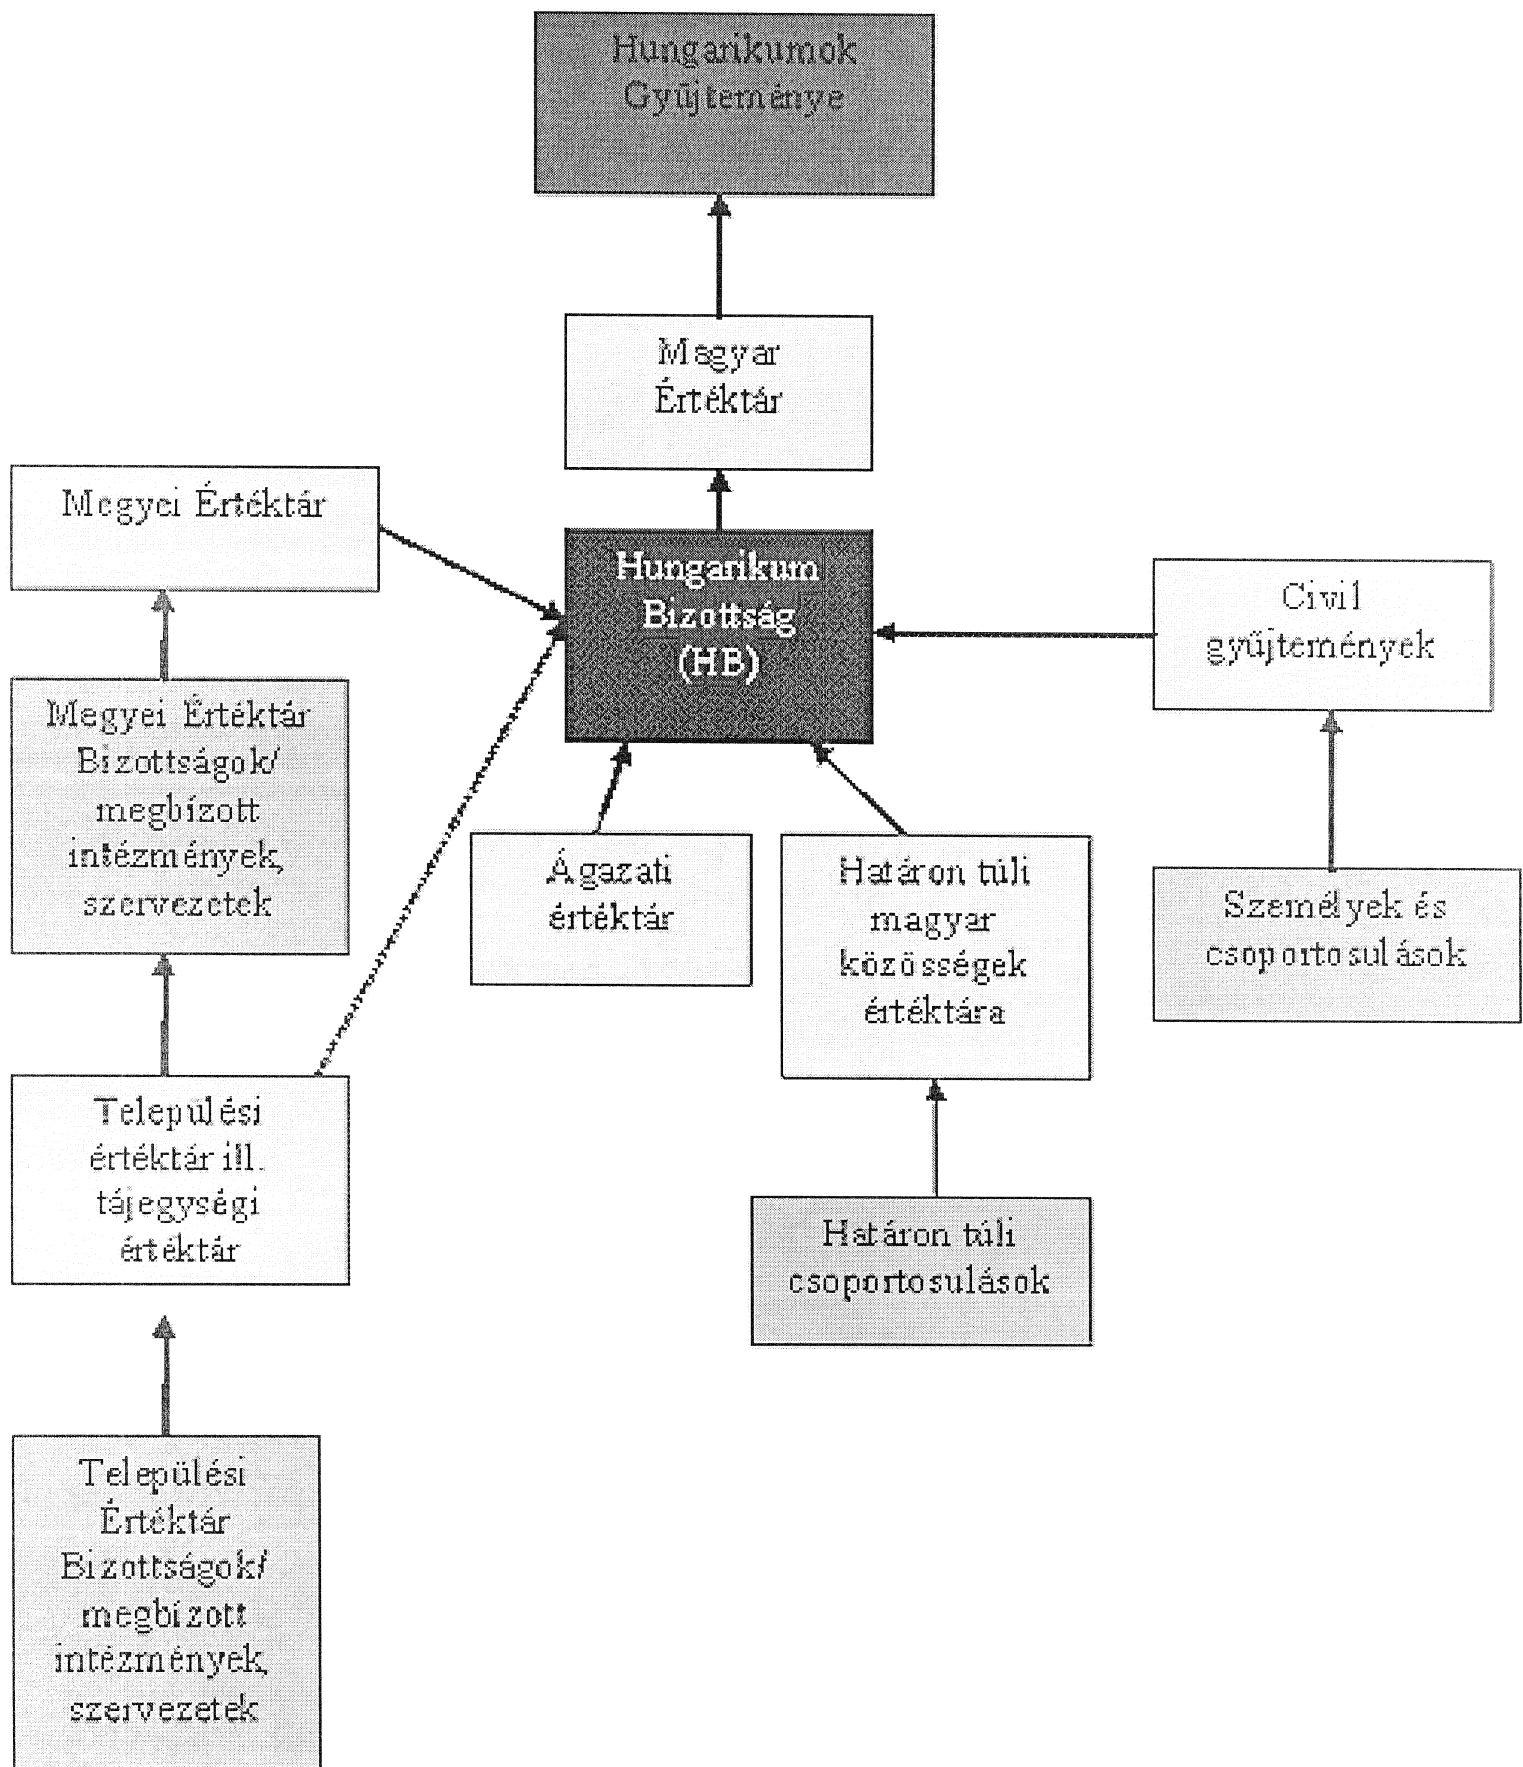 Hungarikumok
Gyűjteménye
Magyar
Értéktár
Megyei Értéktár
Hungarikum
Bizottság
(HB)
Civil
gyűjtemények
Megyei Értéktár
Bizottságok/
megbízott
intézmények,
szervezetek
Ágazati
értéktár
Határon túli
magyar
közösségek
értéktára
Személyek és
csoportosulások
Települési
értéktár ill.
tájegységi
értéktár
Határon túli
csoportosulások
Települési
Értéktár
Bizottságok/
megbízott
intézmények,
szervezetek